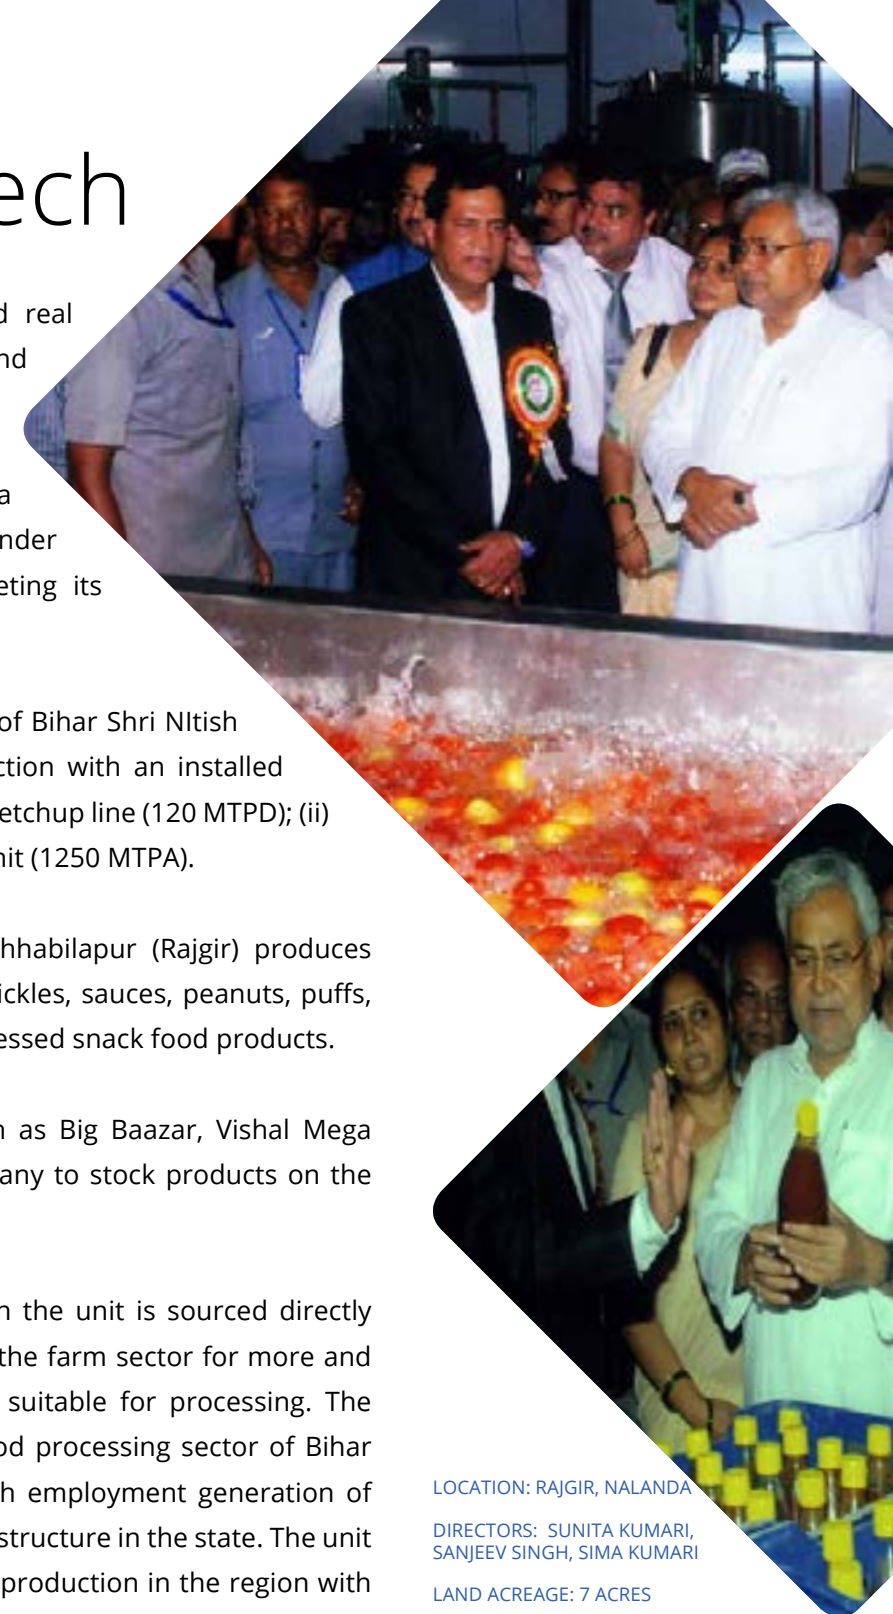 ech
d real
nd
a
nder
eting its
of Bihar Shri NItish
ction with an installed
etchup line (120 MTPD); (ii)
nit (1250 MTPA).
hhabilapur (Rajgir) produces
ickles, sauces, peanuts, puffs,
essed snack food products.
n as Big Baazar, Vishal Mega
any to stock products on the
n the unit is sourced directly
the farm sector for more and
suitable for processing. The
od processing sector of Bihar
h employment generation of
structure in the state. The unit
production in the region with
LOCATION: RAJGIR, NALANDA
DIRECTORS: SUNITA KUMARI,
SANJEEV SINGH, SIMA KUMARI
LAND ACREAGE: 7 ACRES